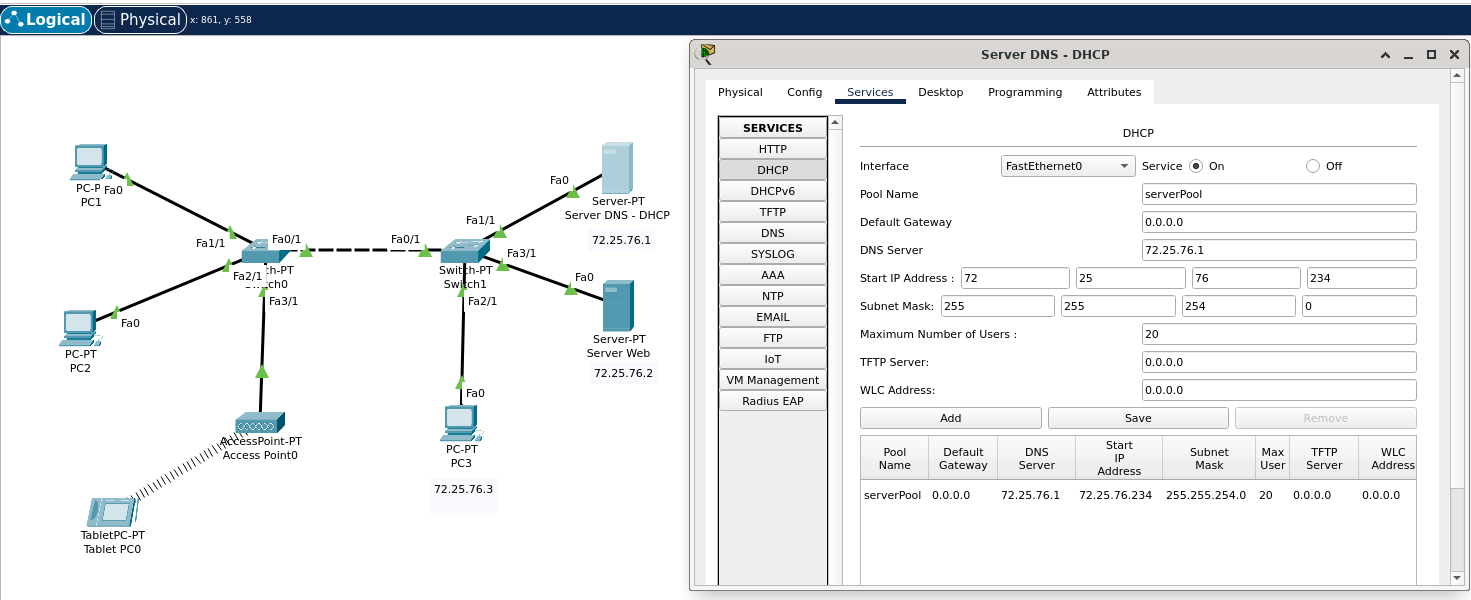 Logical Physical x: 861, y: 558
PC-P Fa0
PC1
Fa1/1
Fa0/1
Fa2/1
ch-PT
tch0
Fa3/1
Fa0
PC-PT
PC2
AccessPoint-PT
Access Point0
TabletPC-PT
Tablet PC0
Fa0/1
Fa1/1
Fa0
Server-PT
Server DNS - DHCP
72.25.76.1
Switch-PT
Switch1
Fa3/1
Fa2/1
Fa0
Server-PT
Server Web
72.25.76.2
Fa0
PC-PT
PC3
72.25.76.3
Server DNS - DHCP
Physical Config Services Desktop Programming Attributes
SERVICES
HTTP
DHCP
DHCPv6
TFTP
DNS
SYSLOG
AAA
NTP
EMAIL
FTP
IoT
VM Management
Radius EAP
DHCP
Interface FastEthernet0 Service On Off
Pool Name serverPool
Default Gateway 0.0.0.0
DNS Server 72.25.76.1
Start IP Address : 72 25 76 234
Subnet Mask: 255 255 254 0
Maximum Number of Users : 20
TFTP Server: 0.0.0.0
WLC Address: 0.0.0.0
Add Save Remove
Pool Name Default Gateway DNS Server Start IP Address Subnet Mask Max User TFTP Server WLC Address
serverPool 0.0.0.0 72.25.76.1 72.25.76.234 255.255.254.0 20 0.0.0.0 0.0.0.0